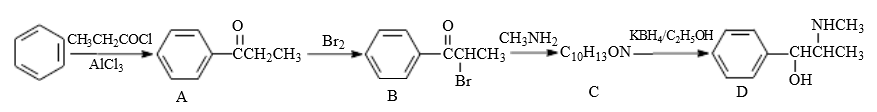 CH₃CH₂COCl
AlCl₃
O
CCH₂CH₃
A
Br₂
O
CCHCH₃
Br
B
CH₃NH₂
C₁₀H₁₃ON
C
KBH₄/C₂H₅OH
NHCH₃
CHCHCH₃
OH
D